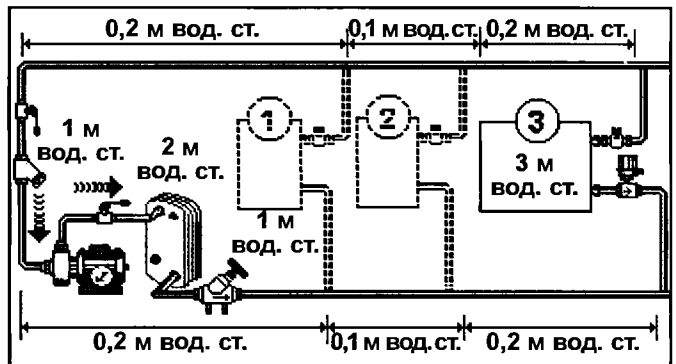 0,2 м вод. ст.
0,1 м вод.ст.
0,2 м вод. ст.
1 м
вод. ст.
2 м
вод. ст.
1
2
3
3 м
вод. ст.
1 м
вод. ст.
0,2 м вод. ст.
0,1 м вод.ст.
0,2 м вод. ст.